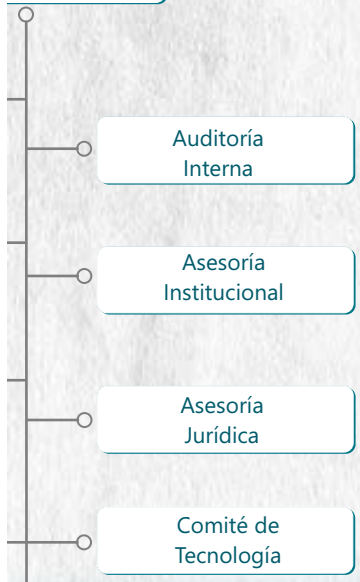 Auditoría
Interna
Asesoría
Institucional
Asesoría
Jurídica
Comité de
Tecnología